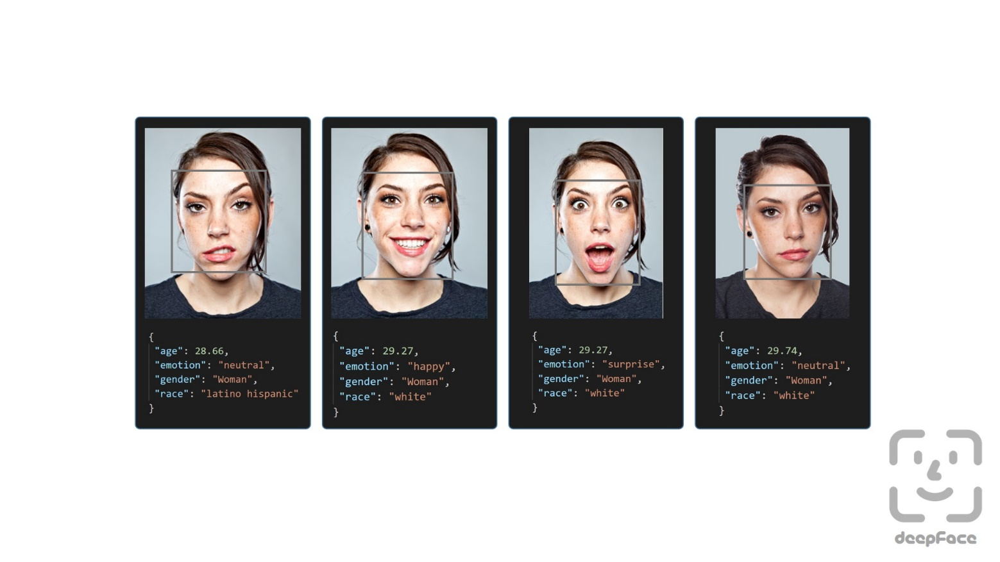 {
"age": 28.66,
"emotion": "neutral",
"gender": "Woman",
"race": "latino hispanic"
}
{
"age": 29.27,
"emotion": "happy",
"gender": "Woman",
"race": "white"
}
{
"age": 29.27,
"emotion": "surprise",
"gender": "Woman",
"race": "white"
}
{
"age": 29.74,
"emotion": "neutral",
"gender": "Woman",
"race": "white"
}
deepFace